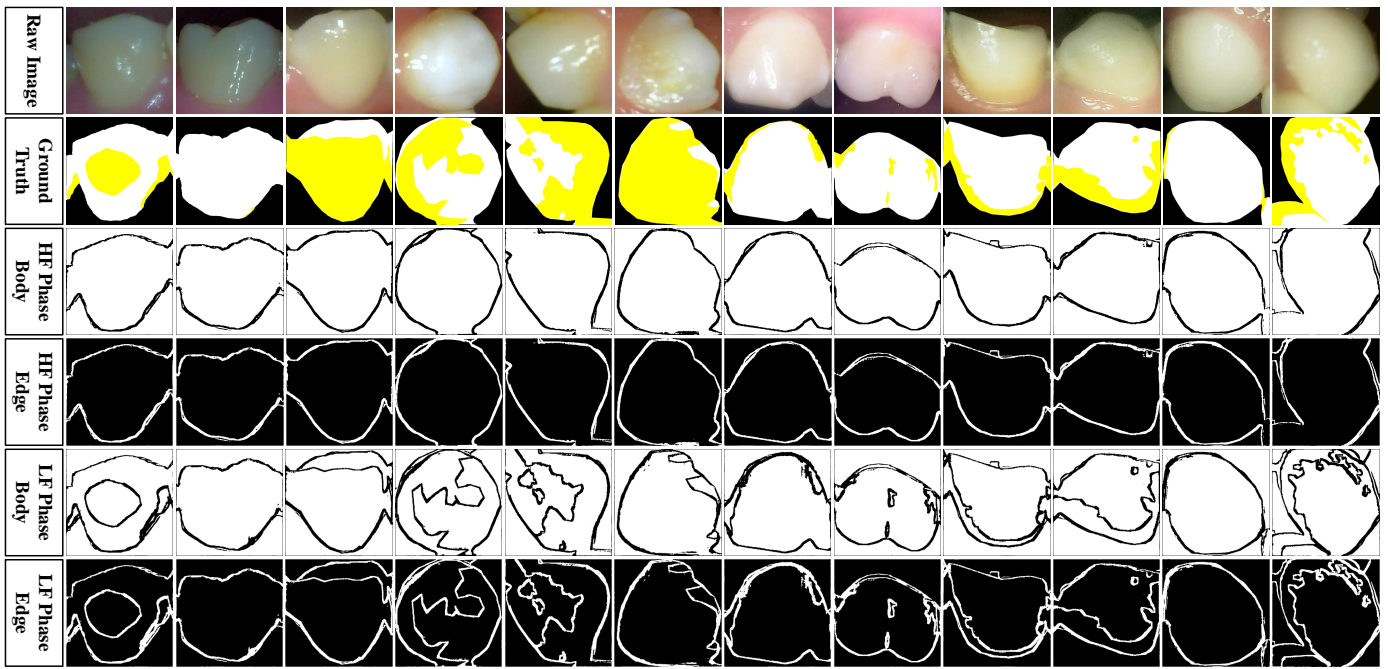 Raw Image
Ground
Truth
HF Phase
Body
HF Phase
Edge
LF Phase
Body
LF Phase
Edge